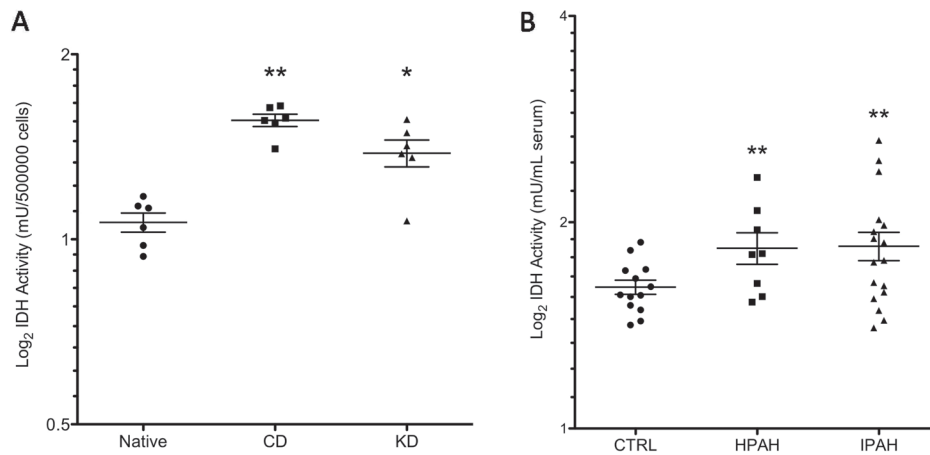 A
B
Log2 IDH Activity (mU/500000 cells)
2
1
0.5
**
*
Native
CD
KD
Log2 IDH Activity (mU/mL serum)
4
2
1
**
**
CTRL
HPAH
IPAH